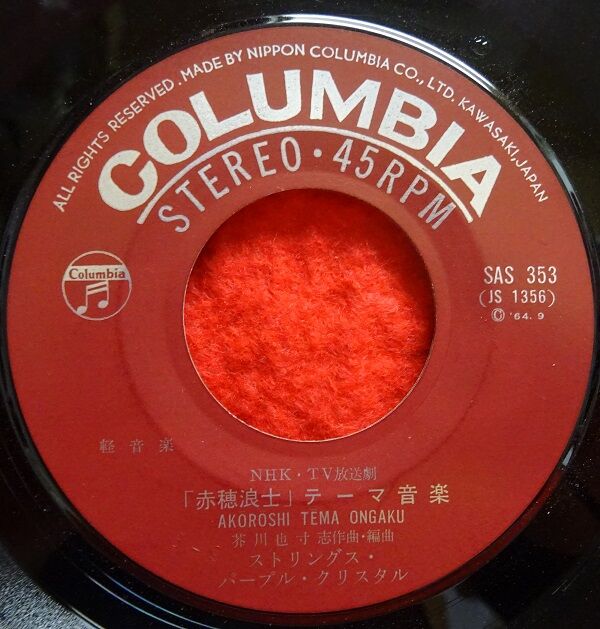 ALL RIGHTS RESERVED. MADE BY NIPPON COLUMBIA CO., LTD. KAWASAKI, JAPAN
COLUMBIA
STEREO・45RPM
Columbia
SAS 353
(JS 1356)
Ⓒ '64. 9
軽音楽
NHK・TV放送劇
「赤穂浪士」テーマ音楽
AKOROSHI TEMA ONGAKU
芥川也寸志作曲・編曲
ストリングス・
パープル・クリスタル